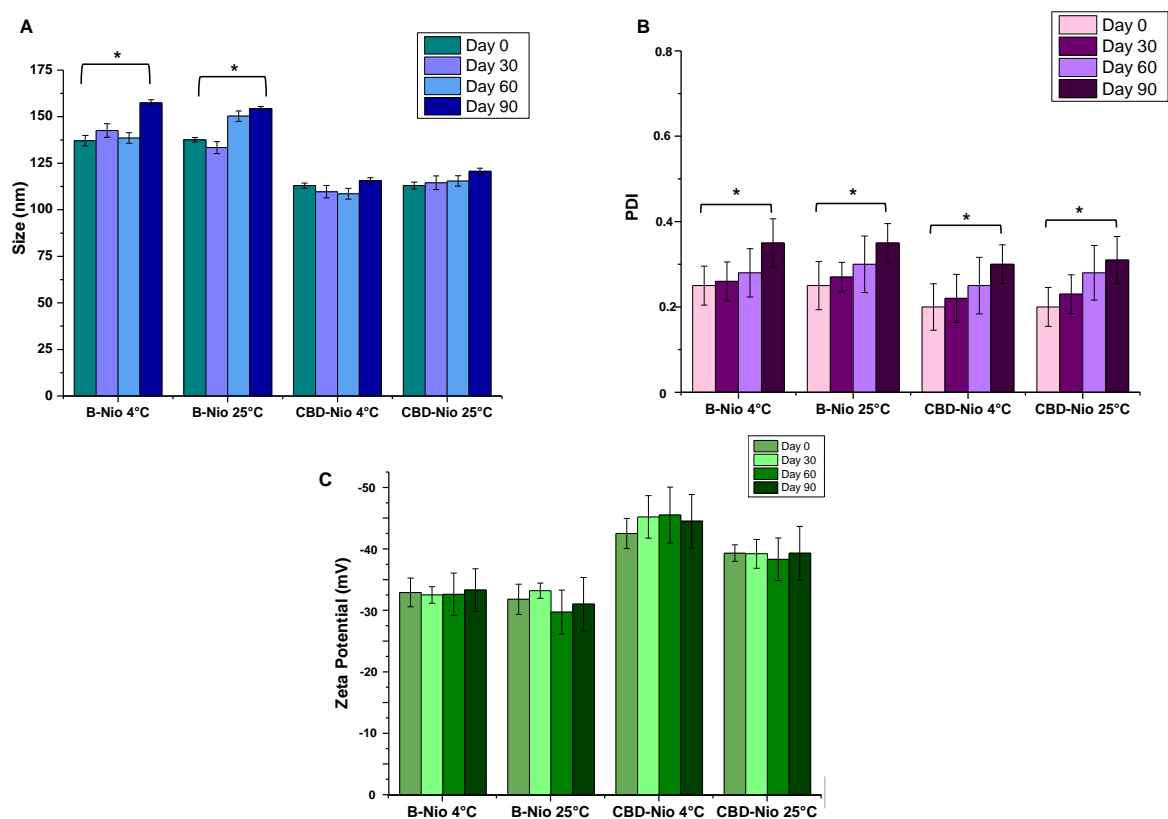 A
Day 0
Day 30
Day 60
Day 90
*
*
175
150
125
100
75
50
25
0
Size (nm)
B-Nio 4°C
B-Nio 25°C
CBD-Nio 4°C
CBD-Nio 25°C
B
Day 0
Day 30
Day 60
Day 90
0.8
0.6
0.4
0.2
0
PDI
*
*
*
*
B-Nio 4°C
B-Nio 25°C
CBD-Nio 4°C
CBD-Nio 25°C
C
Day 0
Day 30
Day 60
Day 90
-50
-40
-30
-20
-10
0
Zeta Potential (mV)
B-Nio 4°C
B-Nio 25°C
CBD-Nio 4°C
CBD-Nio 25°C